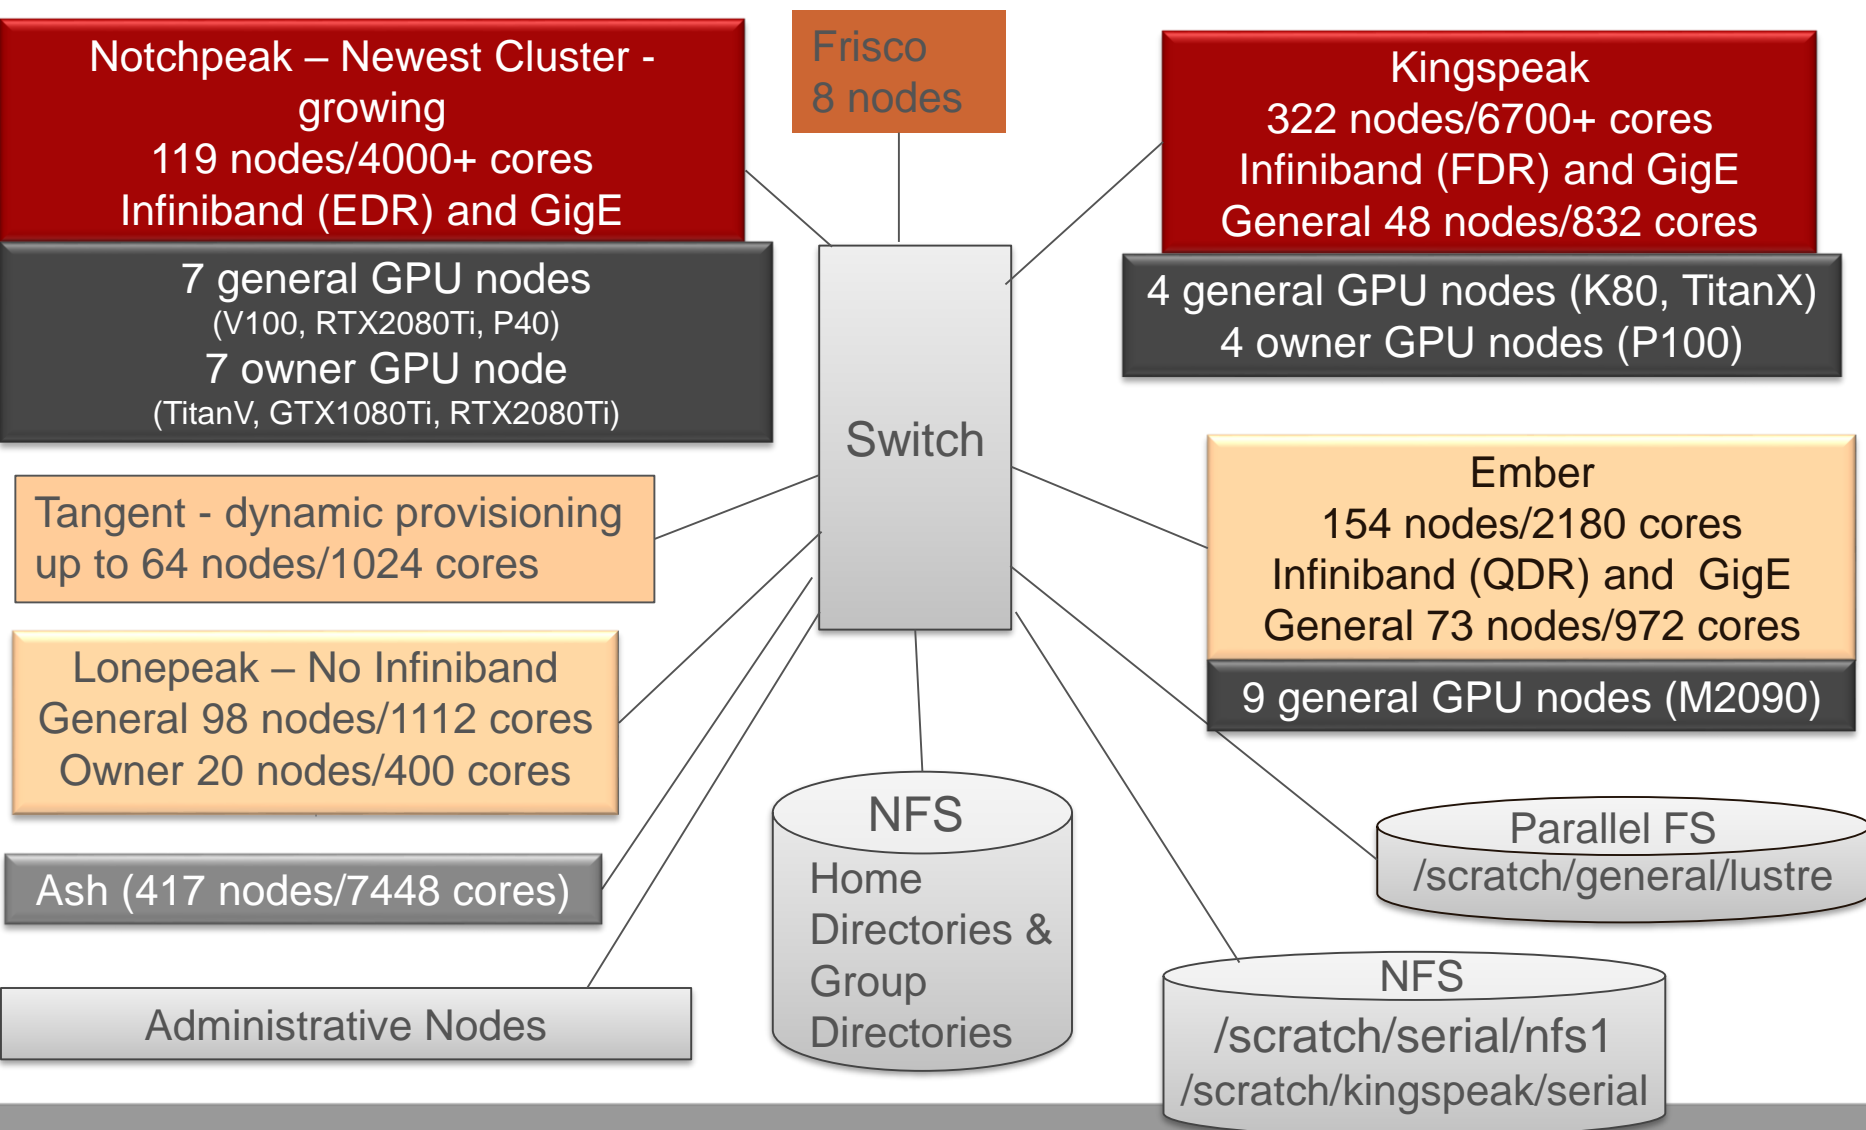 Notchpeak – Newest Cluster -
growing
119 nodes/4000+ cores
Infiniband (EDR) and GigE
7 general GPU nodes
(V100, RTX2080Ti, P40)
7 owner GPU node
(TitanV, GTX1080Ti, RTX2080Ti)
Frisco
8 nodes
Kingspeak
322 nodes/6700+ cores
Infiniband (FDR) and GigE
General 48 nodes/832 cores
4 general GPU nodes (K80, TitanX)
4 owner GPU nodes (P100)
Switch
Tangent - dynamic provisioning
up to 64 nodes/1024 cores
Ember
154 nodes/2180 cores
Infiniband (QDR) and  GigE
General 73 nodes/972 cores
9 general GPU nodes (M2090)
Lonepeak – No Infiniband
General 98 nodes/1112 cores
Owner 20 nodes/400 cores
Ash (417 nodes/7448 cores)
Administrative Nodes
NFS
Home
Directories &
Group
Directories
Parallel FS
/scratch/general/lustre
NFS
/scratch/serial/nfs1
/scratch/kingspeak/serial